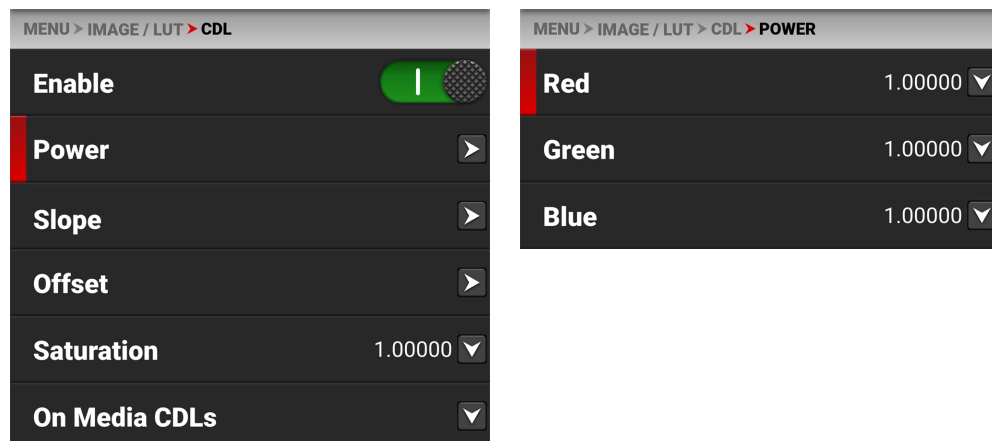 MENU > IMAGE / LUT > CDL
Enable
Power
Slope
Offset
Saturation 1.00000
On Media CDLs
MENU > IMAGE / LUT > CDL > POWER
Red 1.00000
Green 1.00000
Blue 1.00000